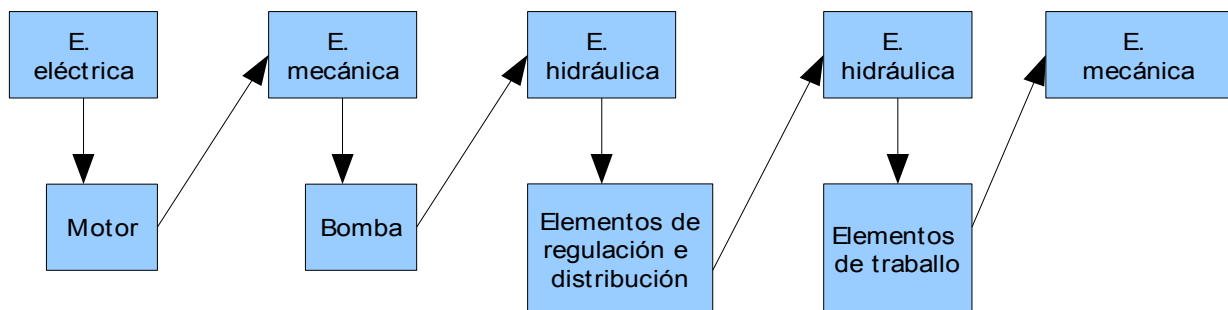 E.
eléctrica
E.
mecánica
E.
hidráulica
E.
hidráulica
E.
mecánica
Motor
Bomba
Elementos de
regulación e
distribución
Elementos
de traballo